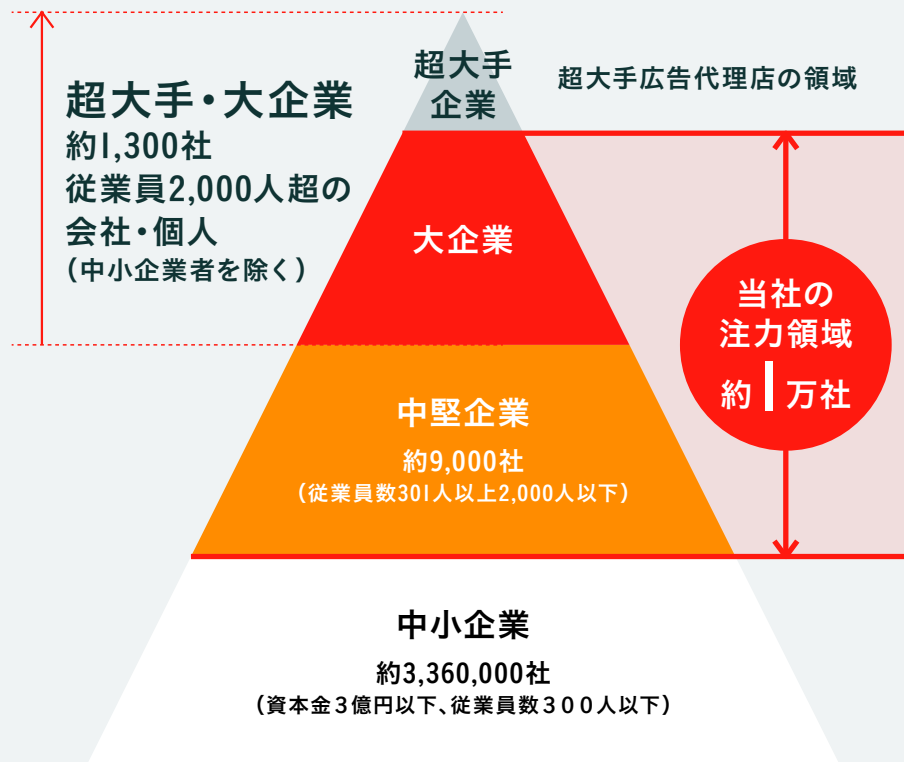 超大手・大企業
約1,300社
従業員2,000人超の
会社・個人
（中小企業者を除く）
超大手
企業
超大手広告代理店の領域
大企業
当社の
注力領域
約1万社
中堅企業
約9,000社
（従業員数301人以上2,000人以下）
中小企業
約3,360,000社
（資本金３億円以下、従業員数３００人以下）